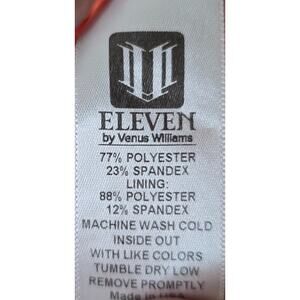 ELEVEN
by Venus Williams
77% POLYESTER
23% SPANDEX
LINING:
88% POLYESTER
12% SPANDEX
MACHINE WASH COLD
INSIDE OUT
WITH LIKE COLORS
TUMBLE DRY LOW
REMOVE PROMPTLY
Made in USA